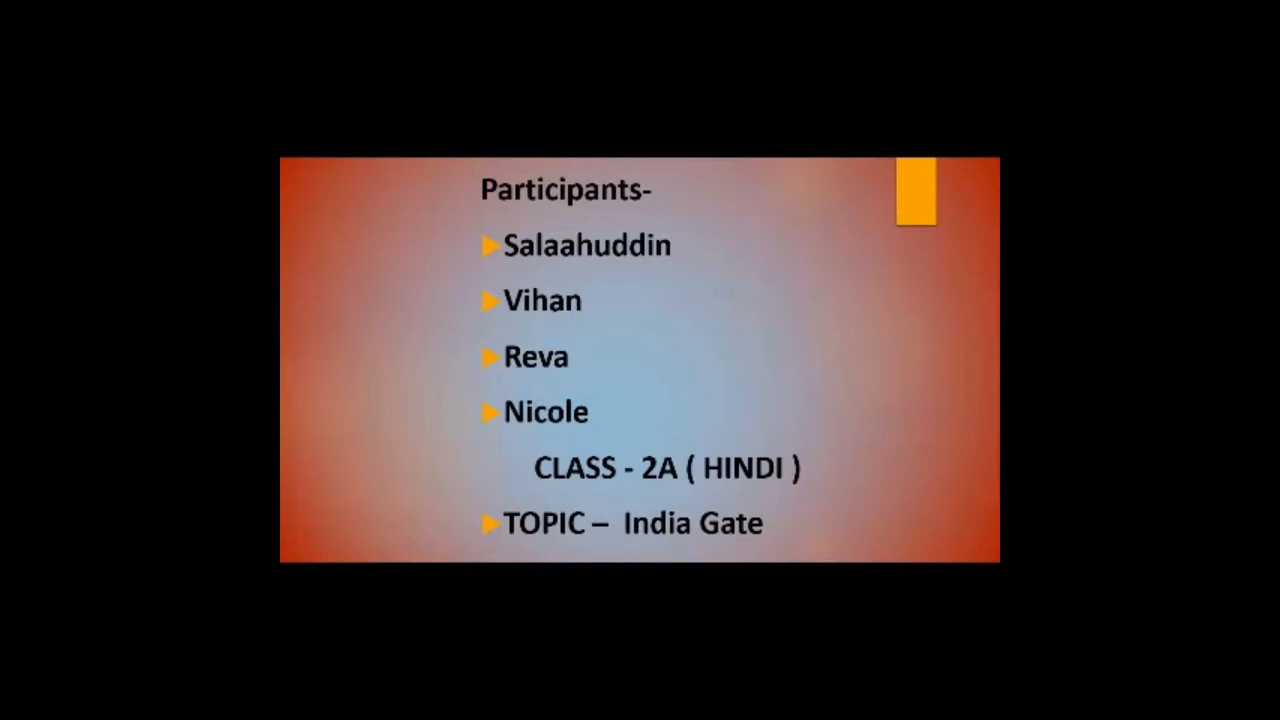 Participants-
Salaahuddin
Vihan
Reva
Nicole
CLASS - 2A ( HINDI )
TOPIC – India Gate